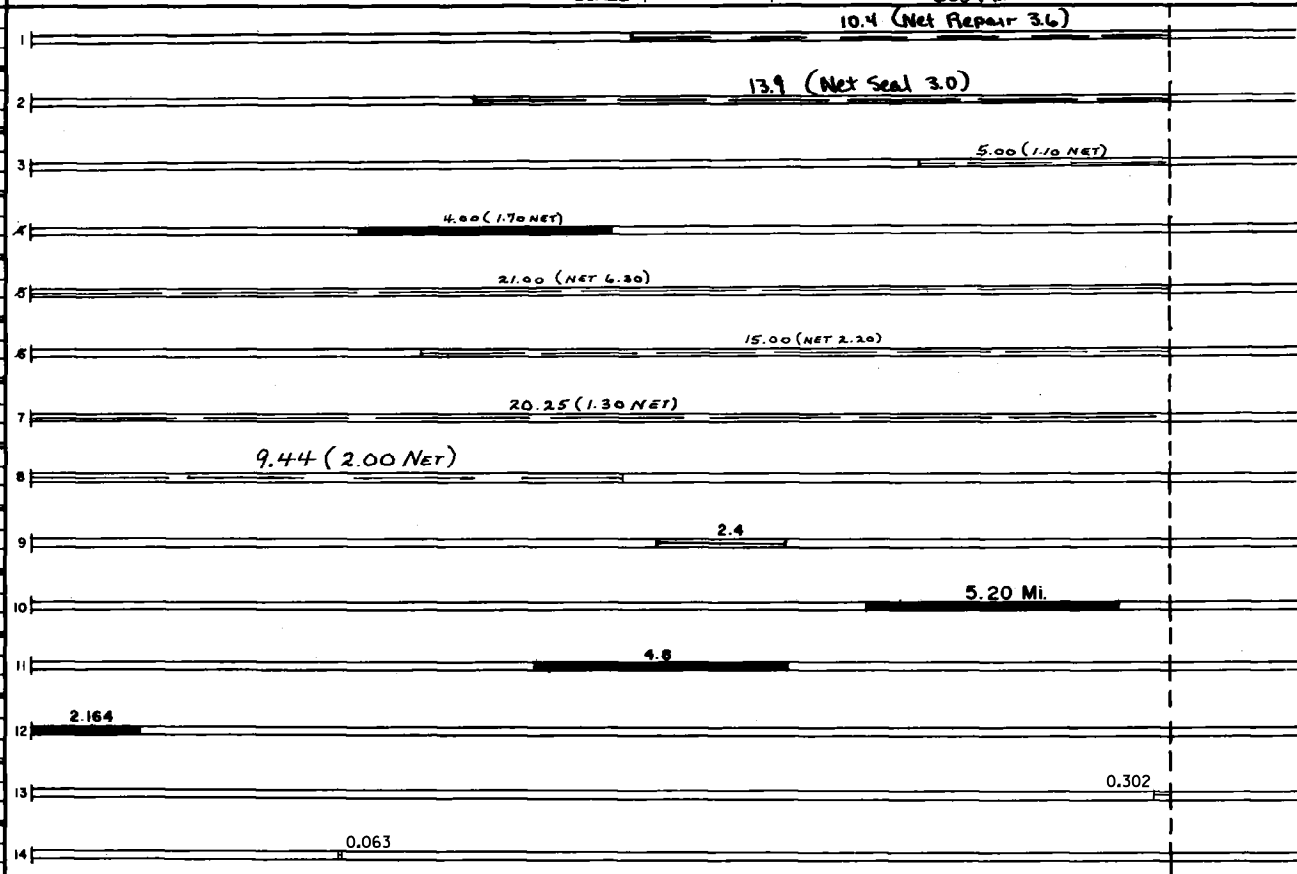 10.4 (Net Repair 3.6)
1
13.9 (Net Seal 3.0)
2
5.00 (1.10 NET)
3
4.00 (1.70 NET)
4
21.00 (NET 6.30)
5
15.00 (NET 2.20)
6
20.25 (1.30 NET)
7
9.44 (2.00 NET)
8
2.4
9
5.20 Mi.
10
4.8
11
2.164
12
0.302
13
0.063
14